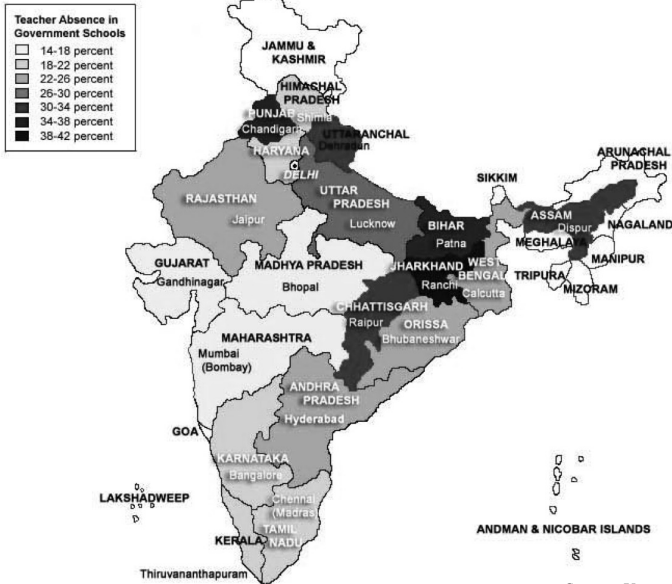 Teacher Absence in
Government Schools
14-18 percent
18-22 percent
22-26 percent
26-30 percent
30-34 percent
34-38 percent
38-42 percent
JAMMU &
KASHMIR
HIMACHAL
PRADESH
Shimla
PUNJAB
Chandigarh
UTTARANCHAL
Dehradun
HARYANA
DELHI
ARUNACHAL
PRADESH
SIKKIM
RAJASTHAN
Jaipur
UTTAR
PRADESH
Lucknow
BIHAR
Patna
ASSAM
Dispur
NAGALAND
MEGHALAYA
MANIPUR
TRIPURA
MIZORAM
GUJARAT
Gandhinagar
MADHYA PRADESH
Bhopal
JHARKHAND
Ranchi
WEST
BENGAL
Calcutta
CHHATTISGARH
Raipur
ORISSA
Bhubaneshwar
MAHARASHTRA
Mumbai
(Bombay)
ANDHRA
PRADESH
Hyderabad
GOA
KARNATAKA
Bangalore
LAKSHADWEEP
Chennai
(Madras)
TAMIL
NADU
KERALA
Thiruvananthapuram
ANDMAN & NICOBAR ISLANDS